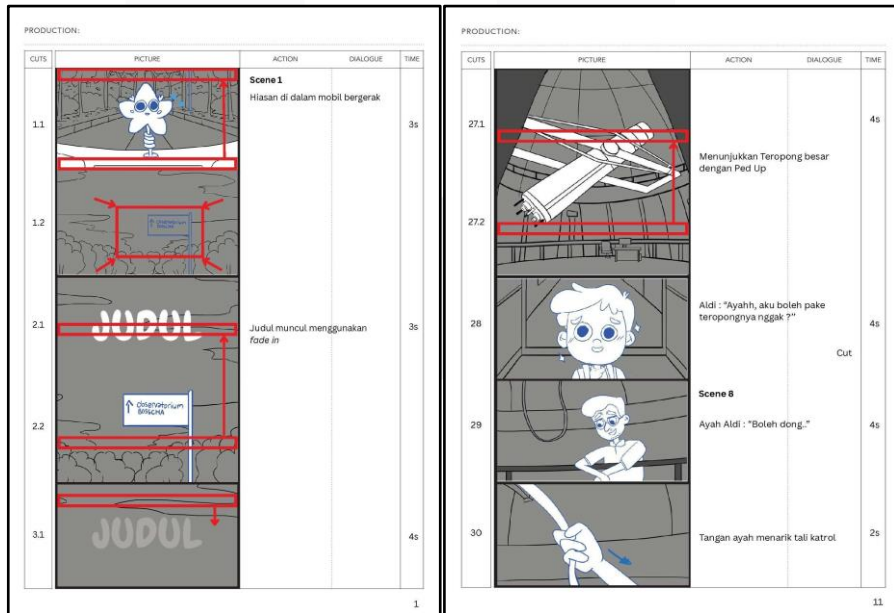 PRODUCTION:
CUTS PICTURE ACTION DIALOGUE TIME
Scene 1
Hiasan di dalam mobil bergerak
1.1 3s
1.2
observatorium
BOSSCHA
2.1 JUDUL Judul muncul menggunakan 3s
fade in
2.2
observatorium
BOSSCHA
3.1 JUDUL 4s
1
PRODUCTION:
CUTS PICTURE ACTION DIALOGUE TIME
27.1 4s
Menunjukkan Teropong besar
dengan Ped Up
27.2
Aldi : "Ayahh, aku boleh pake
teropongnya nggak ?"
28 4s
Cut
Scene 8
29 Ayah Aldi : "Boleh dong.." 4s
30 Tangan ayah menarik tali katrol 2s
11